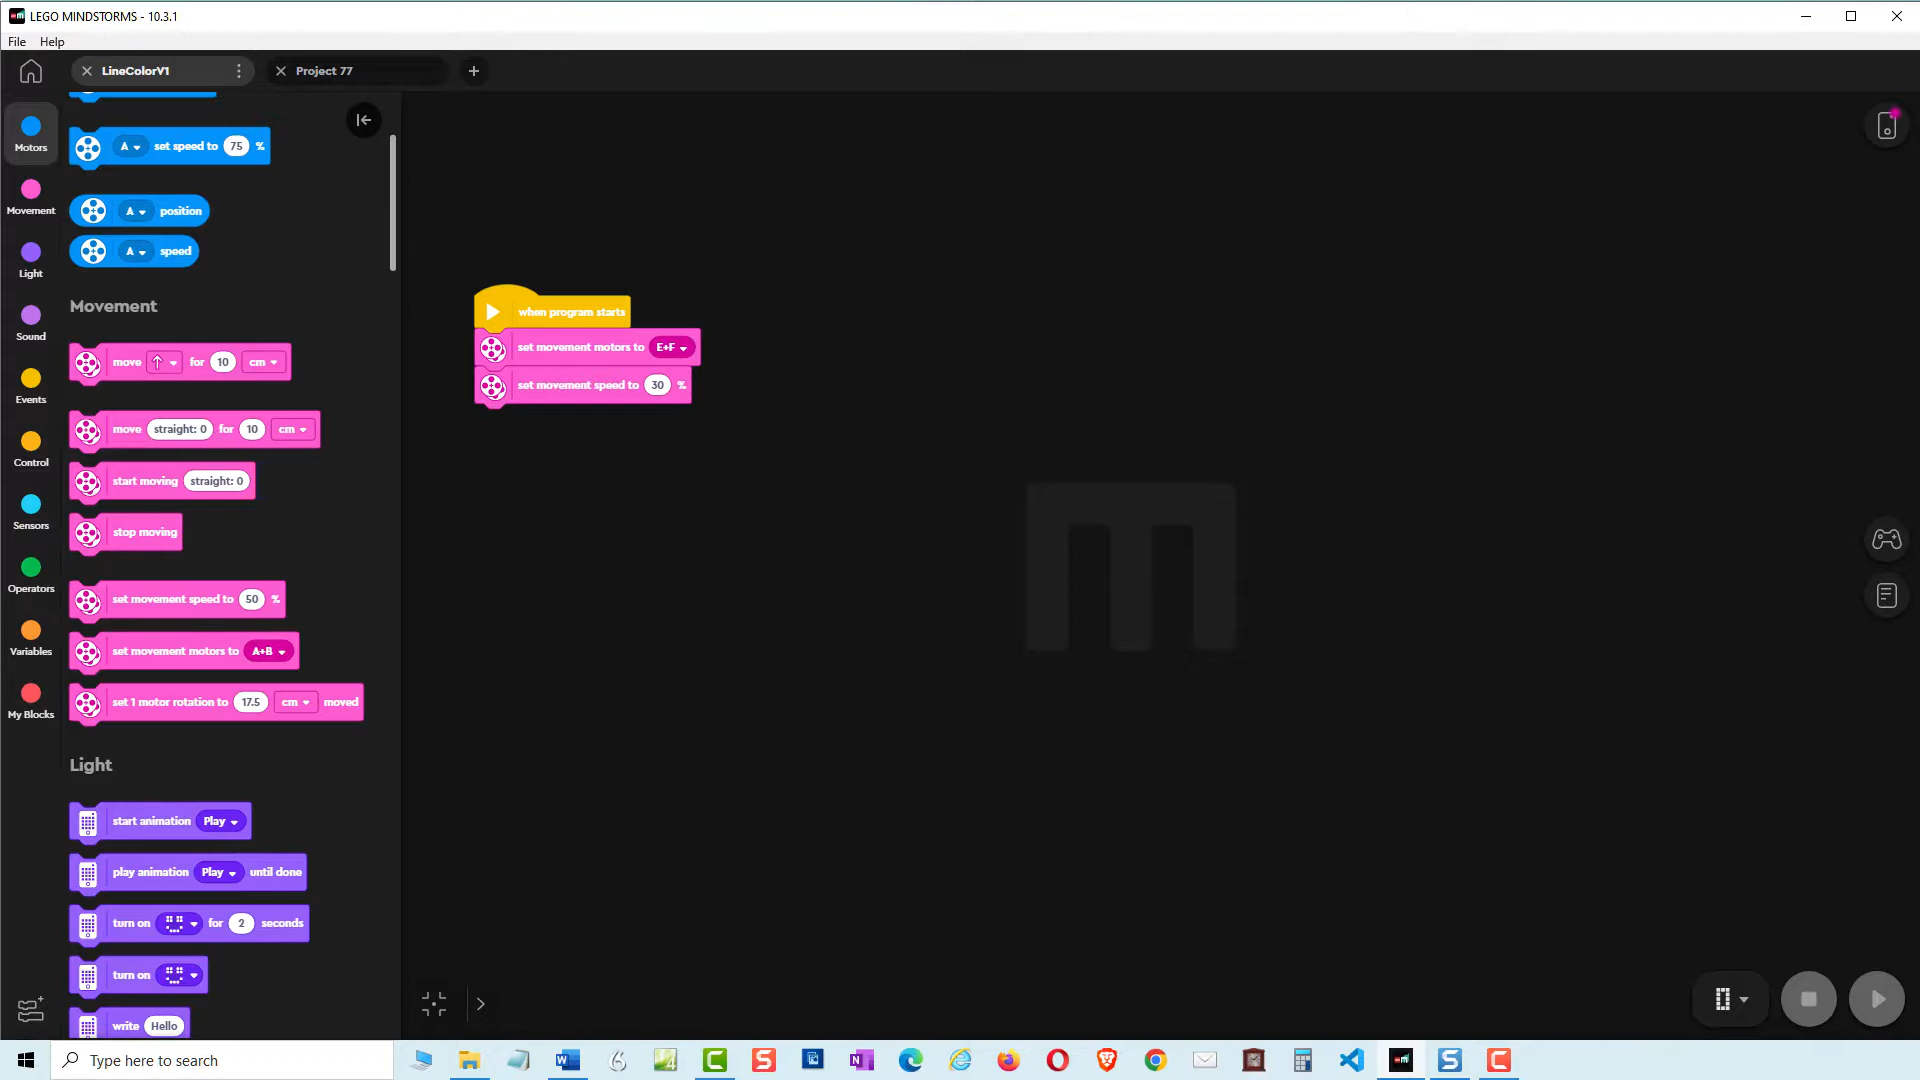 LEGO MINDSTORMS - 10.3.1
File Help
LineColorV1
Project 77
Motors
Movement
Light
Sound
Events
Control
Sensors
Operators
Variables
My Blocks
A set speed to 75 %
A position
A speed
Movement
move for 10 cm
move straight: 0 for 10 cm
start moving straight: 0
stop moving
set movement speed to 50 %
set movement motors to A+B
set 1 motor rotation to 17.5 cm moved
Light
start animation Play
play animation Play until done
turn on for 2 seconds
turn on
write Hello
when program starts
set movement motors to E+F
set movement speed to 30 %
Type here to search